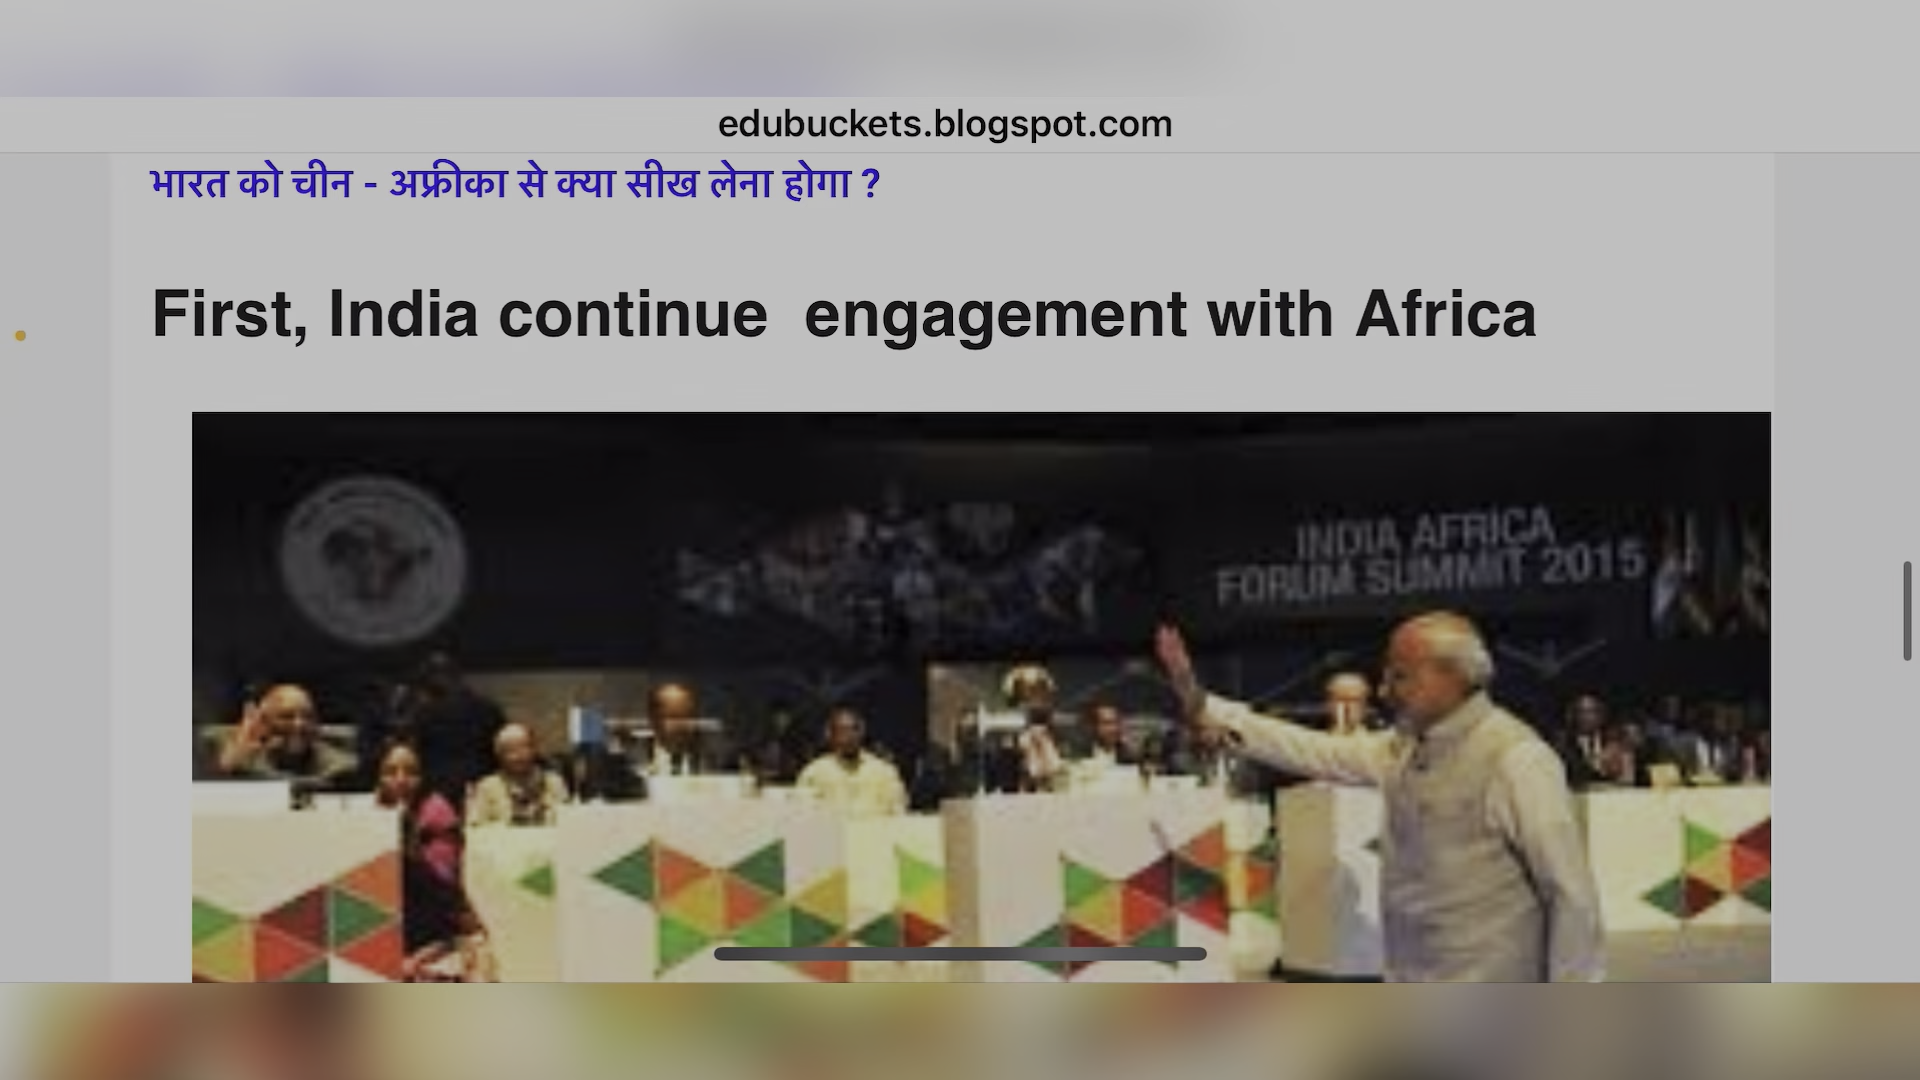 edubuckets.blogspot.com
भारत को चीन - अफ्रीका से क्या सीख लेना होगा ?
First, India continue  engagement with Africa
INDIA AFRICA
FORUM SUMMIT 2015